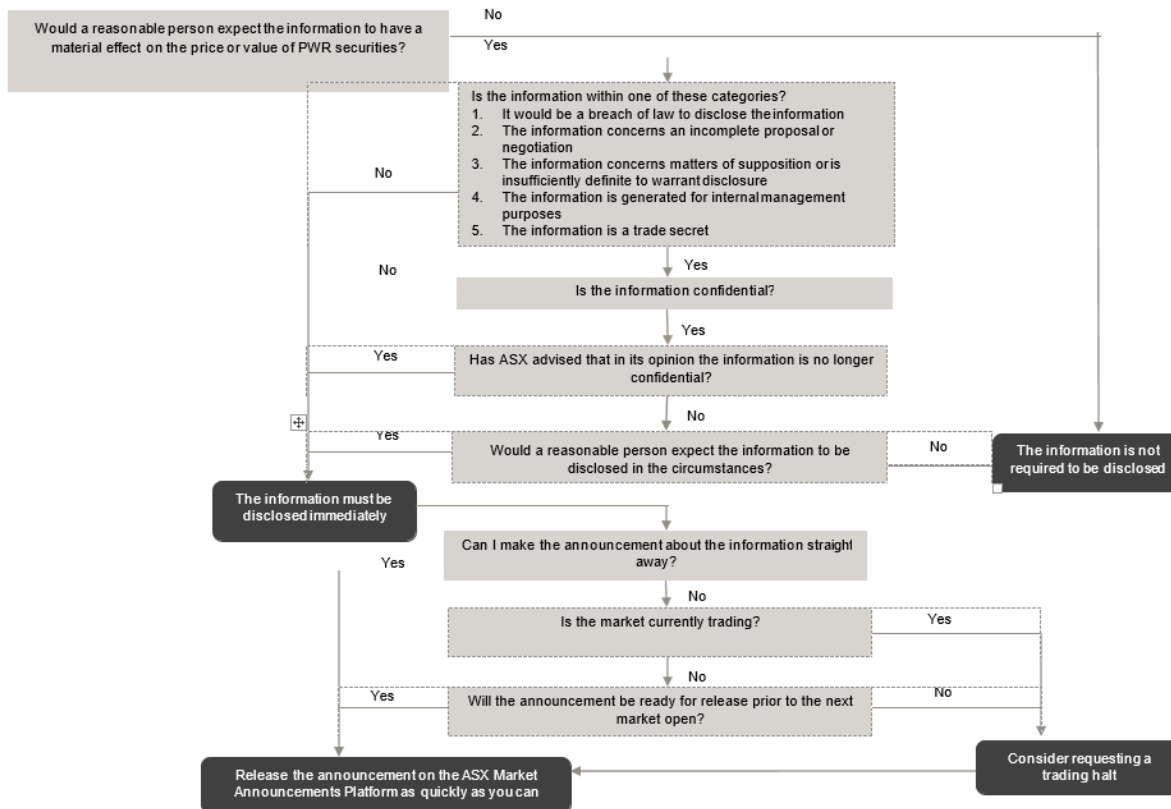 No
Would a reasonable person expect the information to have a
material effect on the price or value of PWR securities?
Yes
Is the information within one of these categories?
1. It would be a breach of law to disclose the information
2. The information concerns an incomplete proposal or
negotiation
3. The information concerns matters of supposition or is
insufficiently definite to warrant disclosure
4. The information is generated for internal management
purposes
5. The information is a trade secret
No
Yes
No
Is the information confidential?
Yes
Yes
Has ASX advised that in its opinion the information is no longer
confidential?
No
Yes
Would a reasonable person expect the information to be
disclosed in the circumstances?
No
The information is not
required to be disclosed
The information must be
disclosed immediately
Can I make the announcement about the information straight
away?
Yes
No
Is the market currently trading?
Yes
No
Yes
Will the announcement be ready for release prior to the next
market open?
No
Release the announcement on the ASX Market
Announcements Platform as quickly as you can
Consider requesting a
trading halt